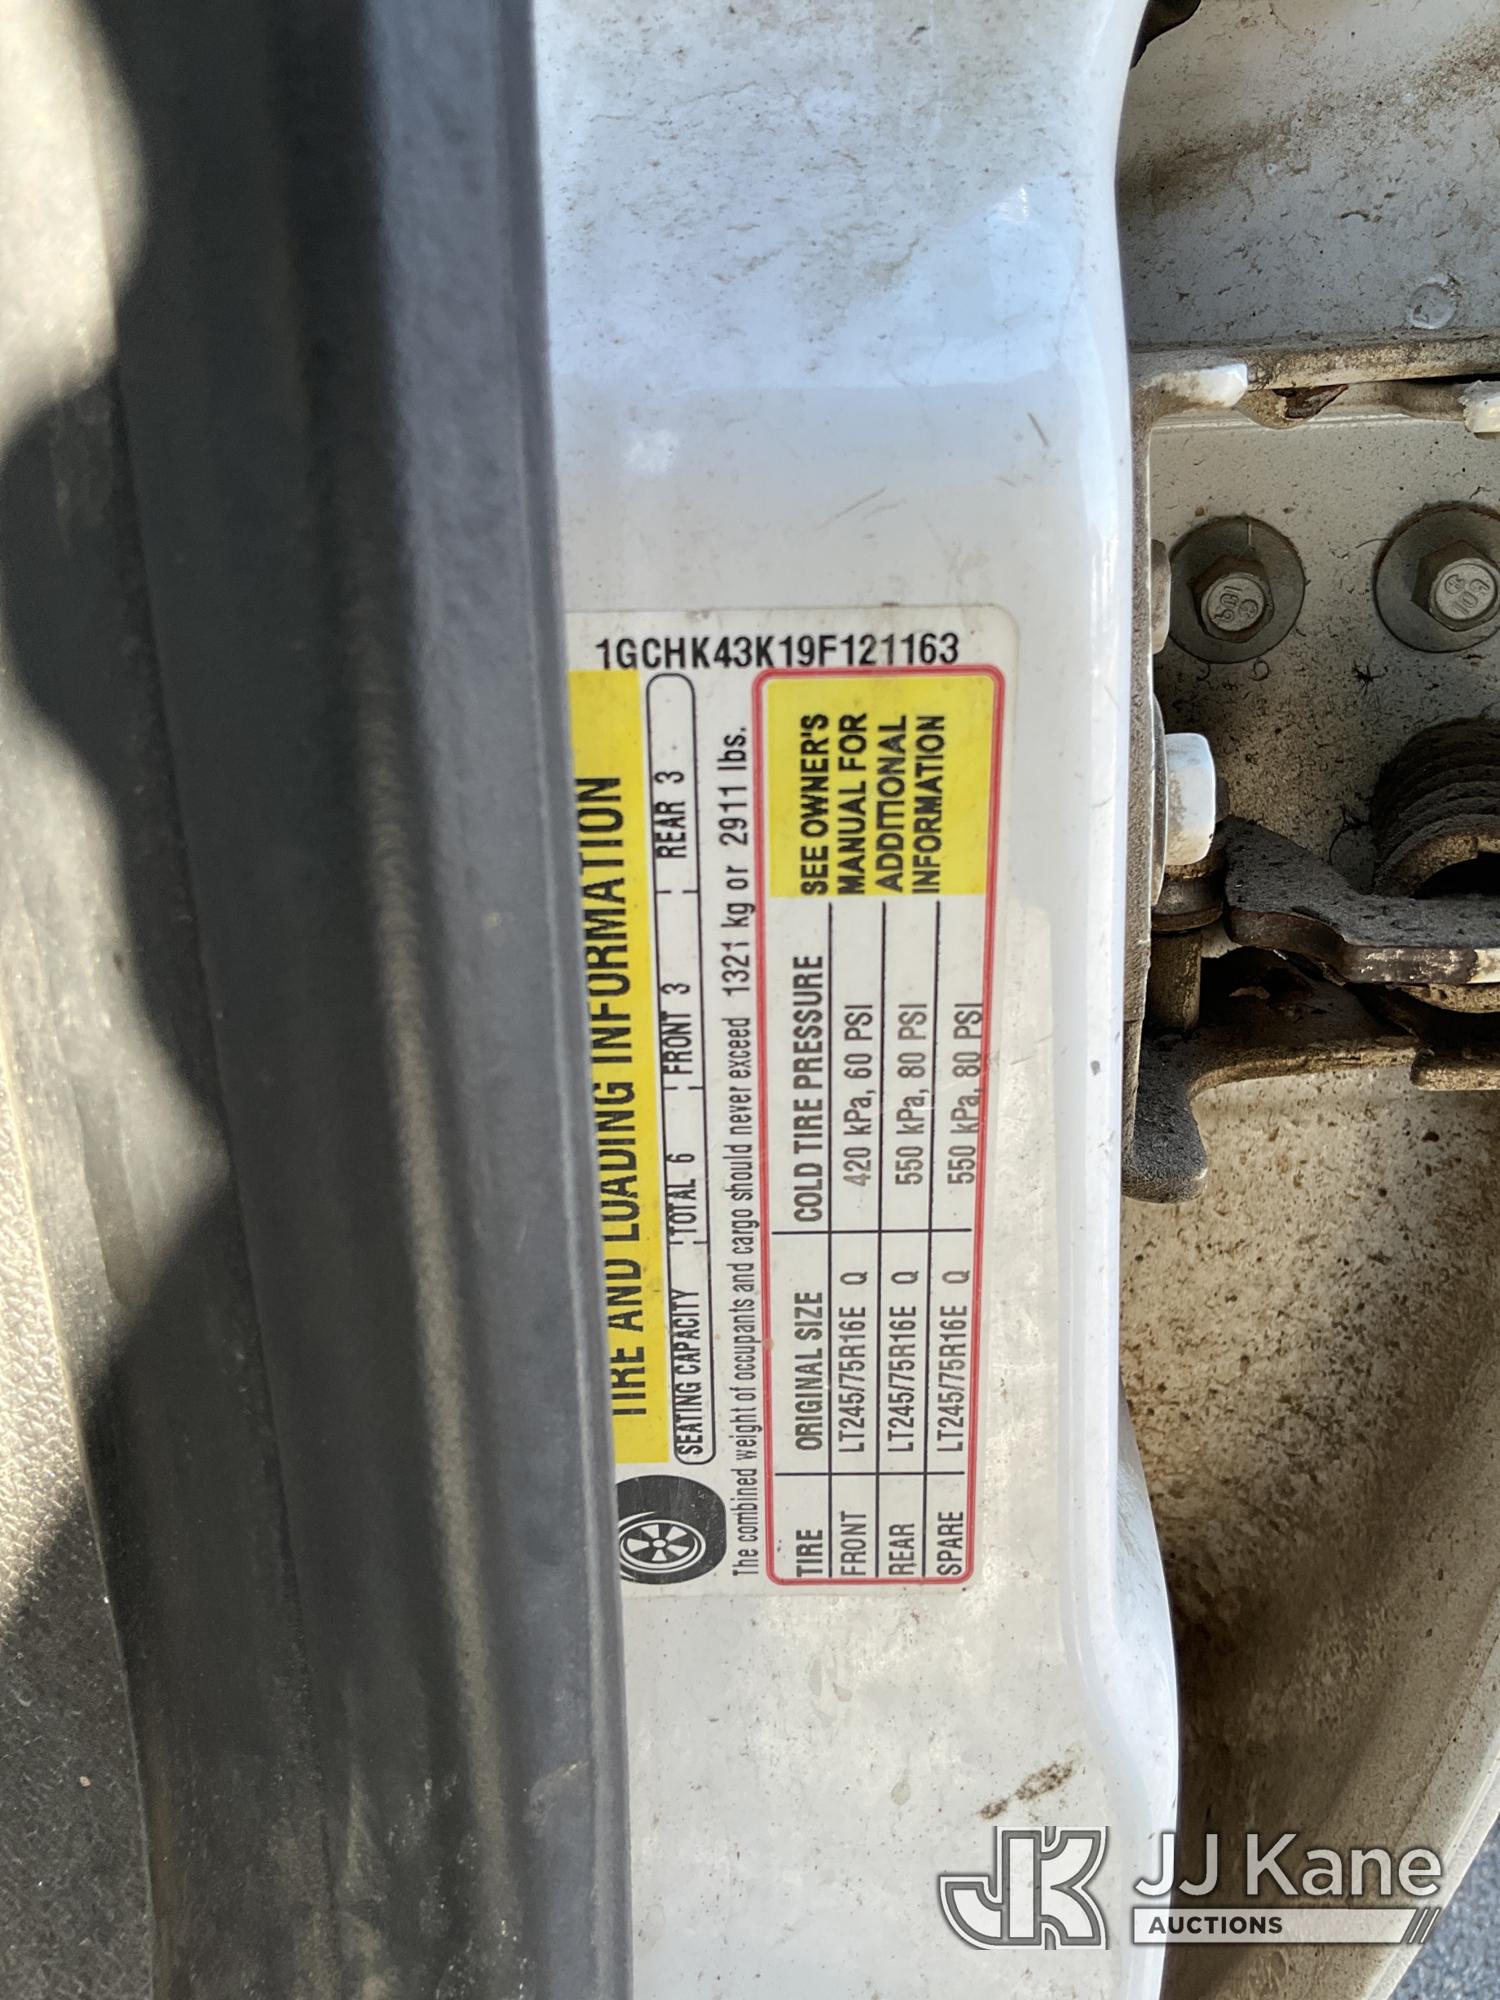 1GCHK43K19F121163
TIRE AND LOADING INFORMATION
SEATING CAPACITY TOTAL 6 FRONT 3 REAR 3
The combined weight of occupants and cargo should never exceed 1321 kg or 2911 lbs.
TIRE ORIGINAL SIZE COLD TIRE PRESSURE
FRONT LT245/75R16E Q 420 kPa, 60 PSI
REAR LT245/75R16E Q 550 kPa, 80 PSI
SPARE LT245/75R16E Q 550 kPa, 80 PSI
SEE OWNER'S
MANUAL FOR
ADDITIONAL
INFORMATION
JK JJ Kane
AUCTIONS